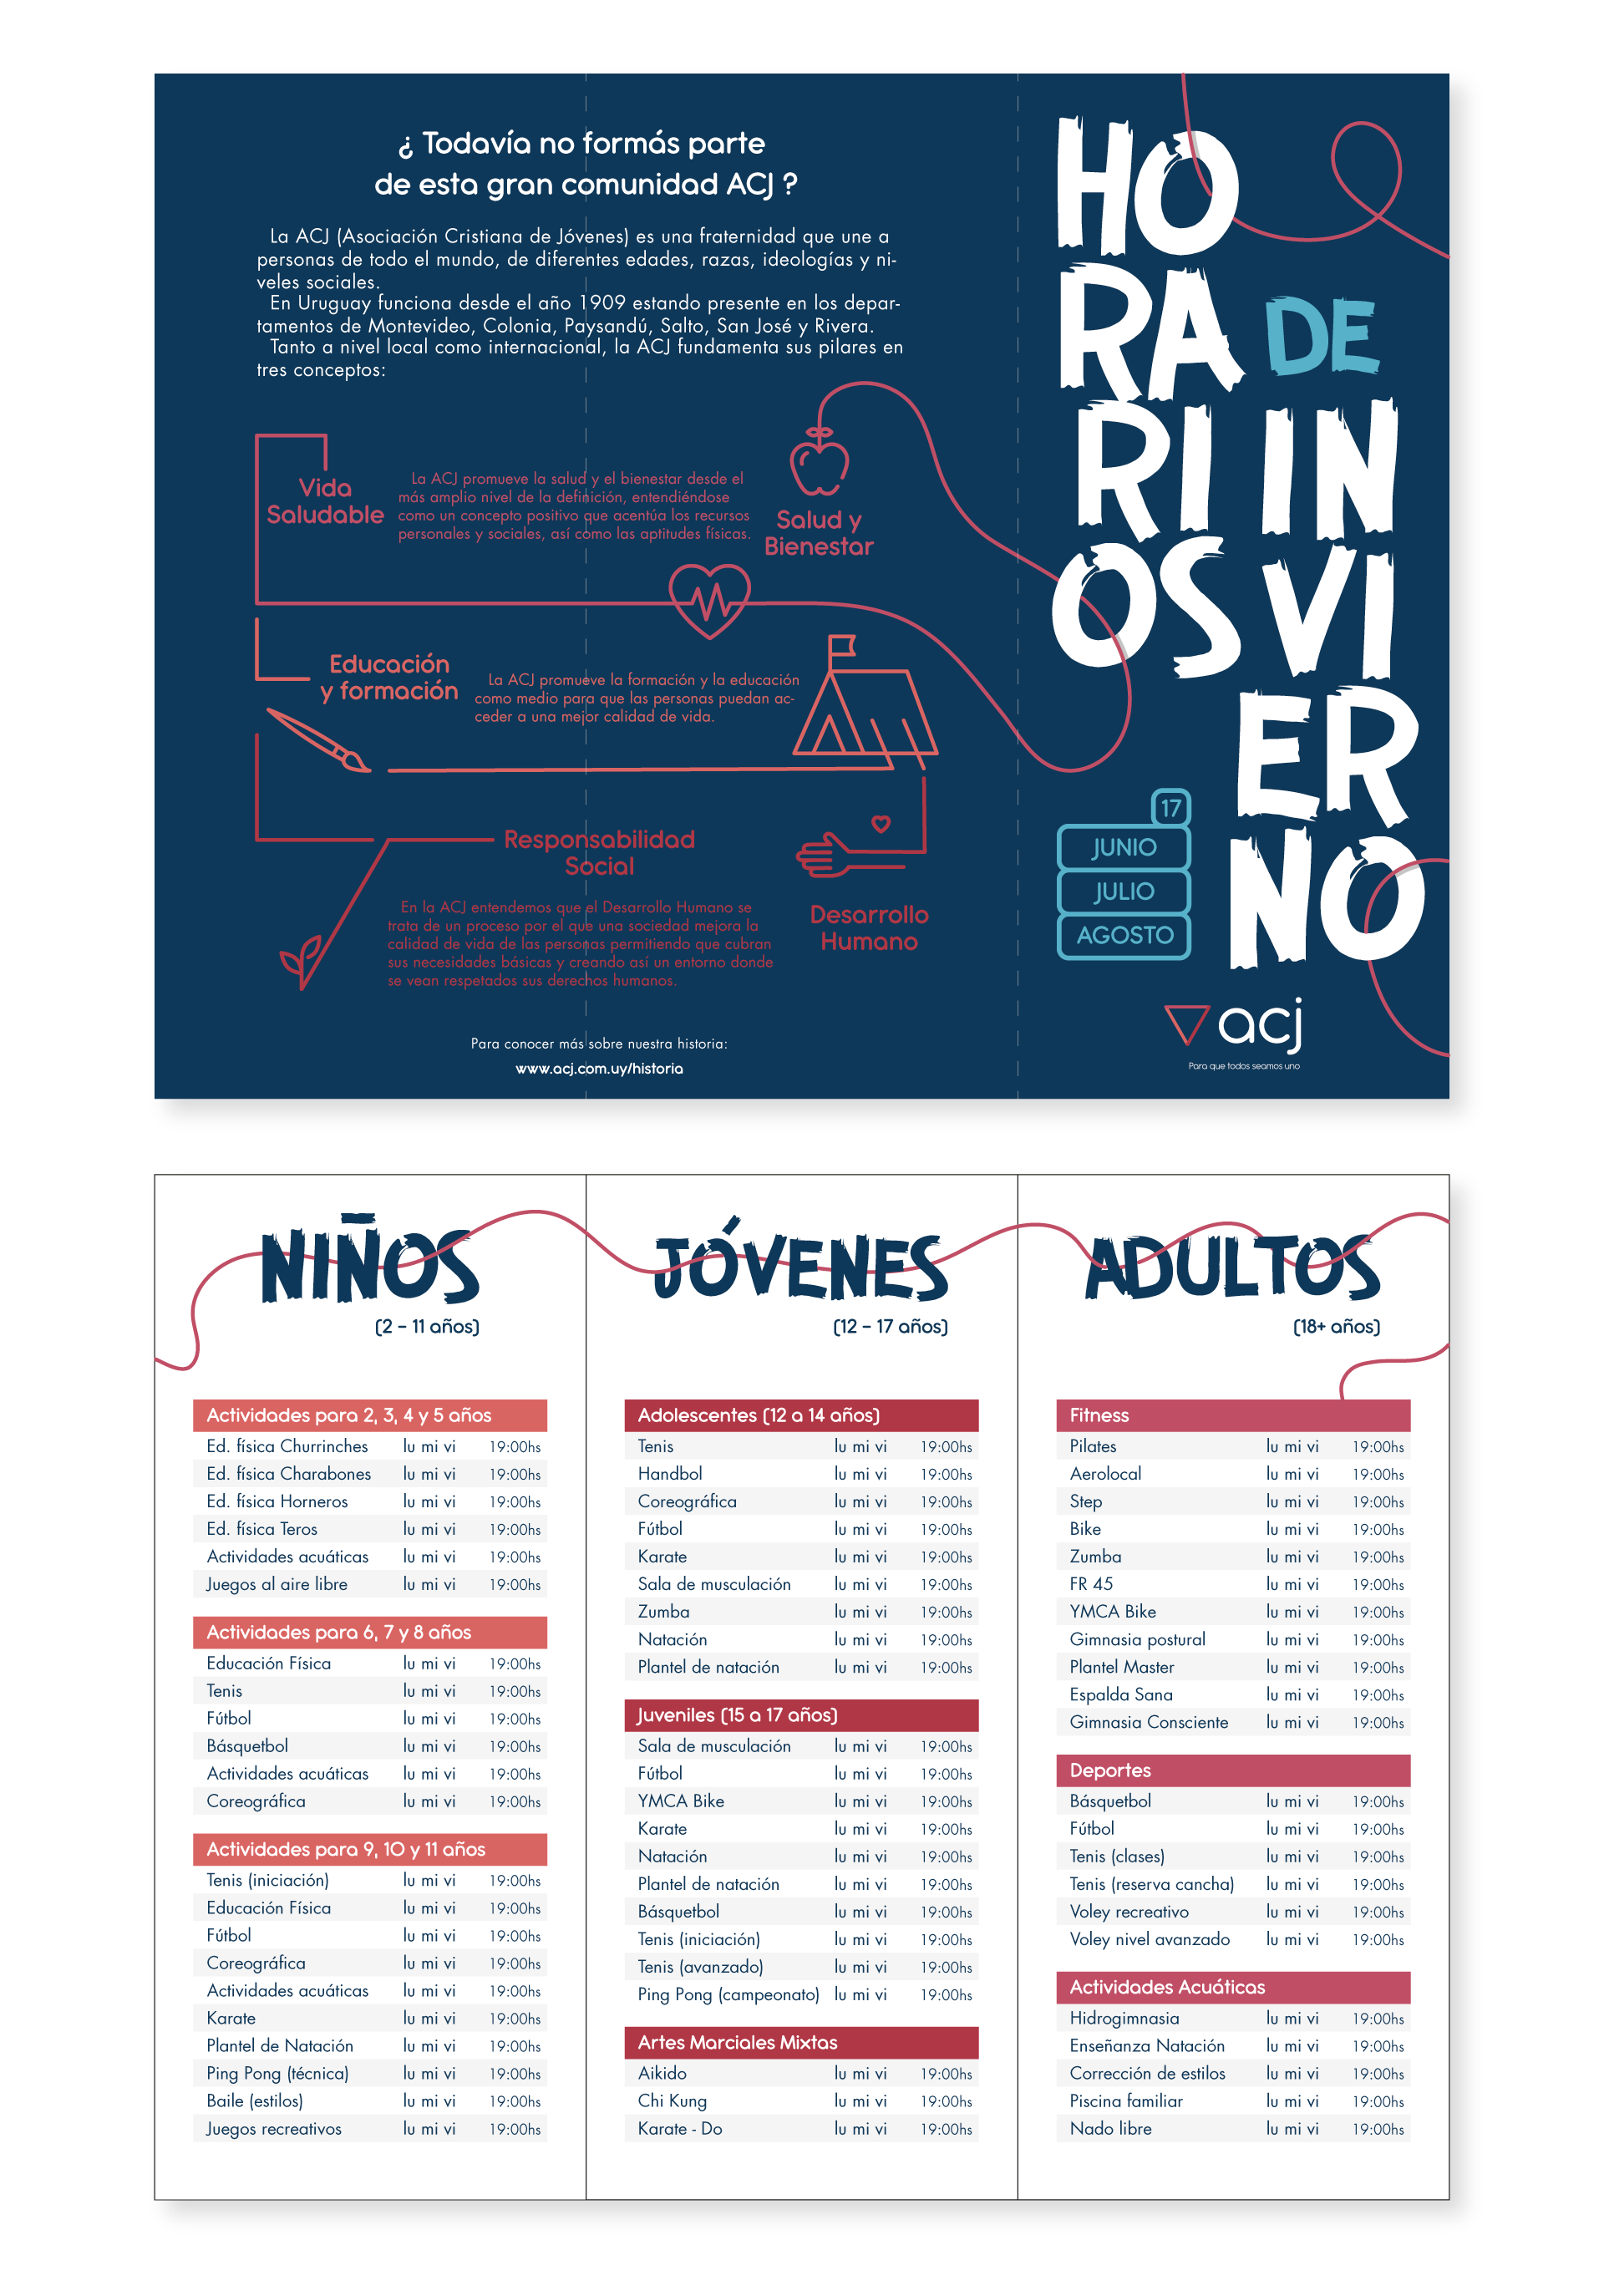 ¿ Todavía no formás parte
de esta gran comunidad ACJ ?
La ACJ (Asociación Cristiana de Jóvenes) es una fraternidad que une a
personas de todo el mundo, de diferentes edades, razas, ideologías y ni-
veles sociales.
En Uruguay funciona desde el año 1909 estando presente en los depar-
tamentos de Montevideo, Colonia, Paysandú, Salto, San José y Rivera.
Tanto a nivel local como internacional, la ACJ fundamenta sus pilares en
tres conceptos:
Vida
Saludable
La ACJ promueve la salud y el bienestar desde el
más amplio nivel de la definición, entendiéndose
como un concepto positivo que acentúa los recursos
personales y sociales, así como las aptitudes físicas.
Salud y
Bienestar
Educación
y formación
La ACJ promueve la formación y la educación
como medio para que las personas puedan ac-
ceder a una mejor calidad de vida.
Responsabilidad
Social
En la ACJ entendemos que el Desarrollo Humano se
trata de un proceso por el que una sociedad mejora la
calidad de vida de las personas permitiendo que cubran
sus necesidades básicas y creando así un entorno donde
se vean respetados sus derechos humanos.
Desarrollo
Humano
Para conocer más sobre nuestra historia:
www.acj.com.uy/historia
HO
RA DE
RI IN
OS VI
ER
NO
17
JUNIO
JULIO
AGOSTO
acj
Para que todos seamos uno
NIÑOS
(2 - 11 años)
Actividades para 2, 3, 4 y 5 años
Ed. física Churrinches lu mi vi 19:00hs
Ed. física Charabones lu mi vi 19:00hs
Ed. física Horneros lu mi vi 19:00hs
Ed. física Teros lu mi vi 19:00hs
Actividades acuáticas lu mi vi 19:00hs
Juegos al aire libre lu mi vi 19:00hs
Actividades para 6, 7 y 8 años
Educación Física lu mi vi 19:00hs
Tenis lu mi vi 19:00hs
Fútbol lu mi vi 19:00hs
Básquetbol lu mi vi 19:00hs
Actividades acuáticas lu mi vi 19:00hs
Coreográfica lu mi vi 19:00hs
Actividades para 9, 10 y 11 años
Tenis (iniciación) lu mi vi 19:00hs
Educación Física lu mi vi 19:00hs
Fútbol lu mi vi 19:00hs
Coreográfica lu mi vi 19:00hs
Actividades acuáticas lu mi vi 19:00hs
Karate lu mi vi 19:00hs
Plantel de Natación lu mi vi 19:00hs
Ping Pong (técnica) lu mi vi 19:00hs
Baile (estilos) lu mi vi 19:00hs
Juegos recreativos lu mi vi 19:00hs
JÓVENES
(12 - 17 años)
Adolescentes (12 a 14 años)
Tenis lu mi vi 19:00hs
Handbol lu mi vi 19:00hs
Coreográfica lu mi vi 19:00hs
Fútbol lu mi vi 19:00hs
Karate lu mi vi 19:00hs
Sala de musculación lu mi vi 19:00hs
Zumba lu mi vi 19:00hs
Natación lu mi vi 19:00hs
Plantel de natación lu mi vi 19:00hs
Juveniles (15 a 17 años)
Sala de musculación lu mi vi 19:00hs
Fútbol lu mi vi 19:00hs
YMCA Bike lu mi vi 19:00hs
Karate lu mi vi 19:00hs
Natación lu mi vi 19:00hs
Plantel de natación lu mi vi 19:00hs
Básquetbol lu mi vi 19:00hs
Tenis (iniciación) lu mi vi 19:00hs
Tenis (avanzado) lu mi vi 19:00hs
Ping Pong (campeonato) lu mi vi 19:00hs
Artes Marciales Mixtas
Aikido lu mi vi 19:00hs
Chi Kung lu mi vi 19:00hs
Karate - Do lu mi vi 19:00hs
ADULTOS
(18+ años)
Fitness
Pilates lu mi vi 19:00hs
Aerolocal lu mi vi 19:00hs
Step lu mi vi 19:00hs
Bike lu mi vi 19:00hs
Zumba lu mi vi 19:00hs
FR 45 lu mi vi 19:00hs
YMCA Bike lu mi vi 19:00hs
Gimnasia postural lu mi vi 19:00hs
Plantel Master lu mi vi 19:00hs
Espalda Sana lu mi vi 19:00hs
Gimnasia Consciente lu mi vi 19:00hs
Deportes
Básquetbol lu mi vi 19:00hs
Fútbol lu mi vi 19:00hs
Tenis (clases) lu mi vi 19:00hs
Tenis (reserva cancha) lu mi vi 19:00hs
Voley recreativo lu mi vi 19:00hs
Voley nivel avanzado lu mi vi 19:00hs
Actividades Acuáticas
Hidrogimnasia lu mi vi 19:00hs
Enseñanza Natación lu mi vi 19:00hs
Corrección de estilos lu mi vi 19:00hs
Piscina familiar lu mi vi 19:00hs
Nado libre lu mi vi 19:00hs